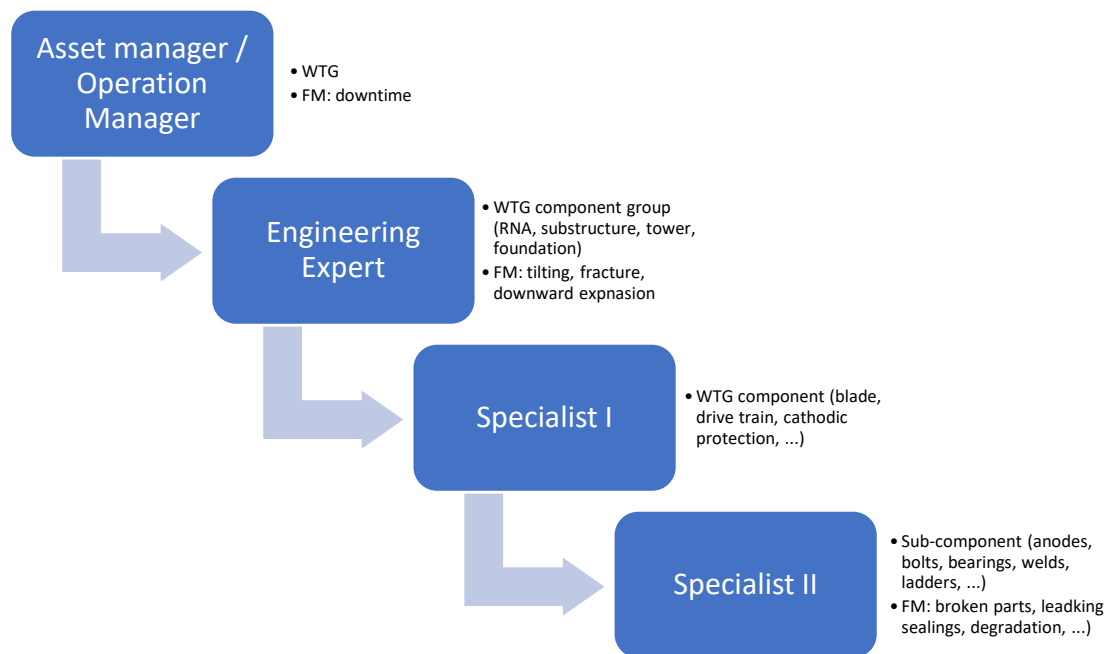 Asset manager /
Operation
Manager
• WTG
• FM: downtime
Engineering
Expert
• WTG component group
(RNA, substructure, tower,
foundation)
• FM: tilting, fracture,
downward expnasion
Specialist I
• WTG component (blade,
drive train, cathodic
protection, ...)
Specialist II
• Sub-component (anodes,
bolts, bearings, welds,
ladders, ...)
• FM: broken parts, leadking
sealings, degradation, ...)